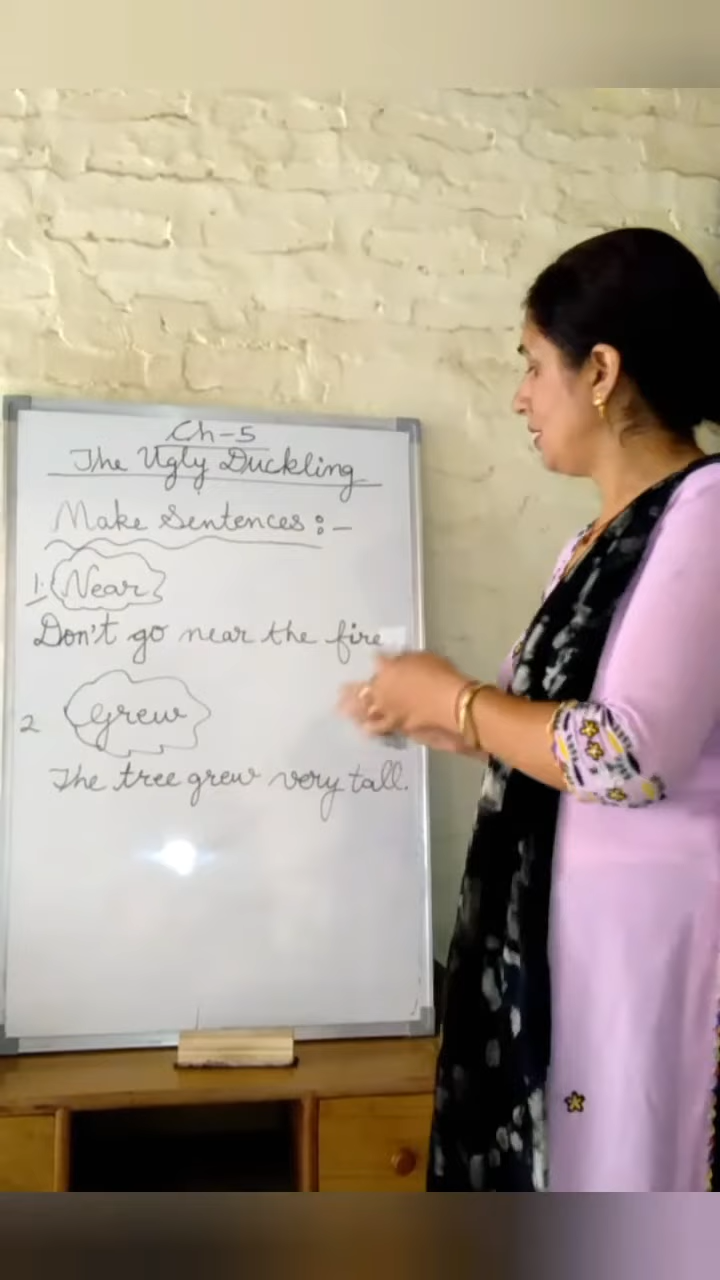 Ch-5
The Ugly Duckling
Make Sentences:-
1. Near
Don't go near the fire
2 Grew
The tree grew very tall.